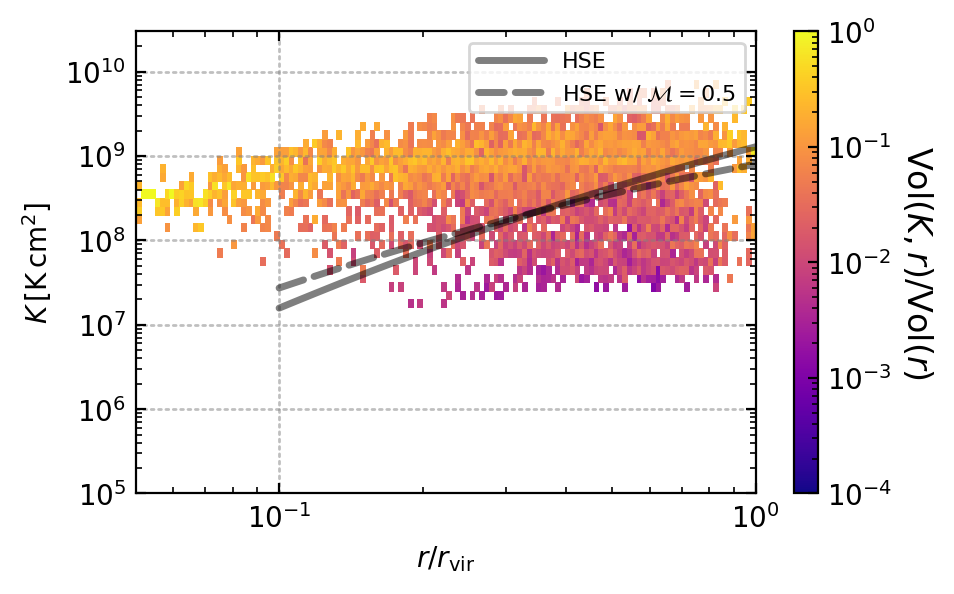 HSE
HSE w/ ℳ = 0.5
10¹⁰
10⁹
10⁸
10⁷
10⁶
10⁵
K [K cm²]
10⁻¹
10⁰
r/r_vir
10⁰
10⁻¹
10⁻²
10⁻³
10⁻⁴
Vol(K, r)/Vol(r)